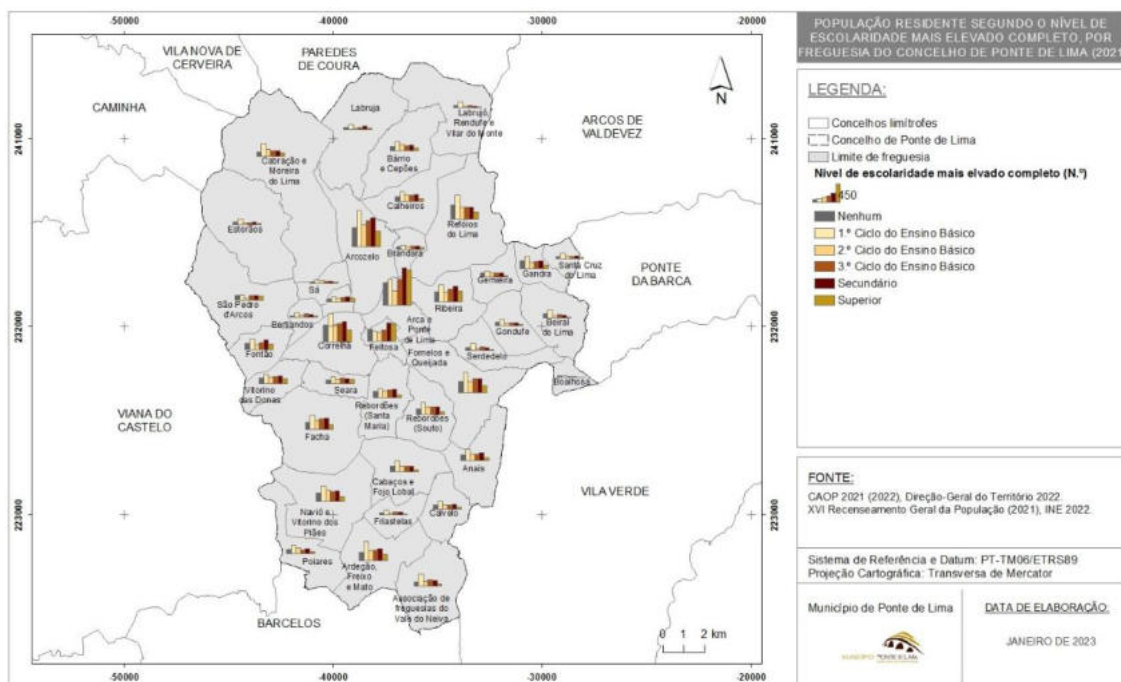 -50000
-40000
-30000
-20000
VILA NOVA DE
CERVEIRA
PAREDES
DE COURA
CAMINHA
ARCOS DE
VALDEVEZ
PONTE
DA BARCA
VIANA DO
CASTELO
VILA VERDE
BARCELOS
241000
232000
223000
241000
232000
223000
Labruja
Labrujó,
Rendufe e
Vilar do Monte
Cabração e
Moreira
do Lima
Bárrio
e Cepões
Calheiros
Refóios
do Lima
Estorãos
Arcozelo
Brandara
Santa Cruz
do Lima
Gandra
Gemieira
Sá
São Pedro
d'Arcos
Bertiandos
Ribeira
Arca e
Ponte
de Lima
Correlhã
Feitosa
Gondufe
Beiral
do Lima
Fontão
Fornelos e
Queijada
Serdedelo
Boalhosa
Vitorino
das Donas
Seara
Rebordões
(Santa
Maria)
Rebordões
(Souto)
Facha
Anais
Cabaços e
Fojo Lobal
Navió e
Vitorino dos
Piães
Friastelas
Calvelo
Poiares
Ardegão,
Freixo
e Mato
Associação de
freguesias do
Vale do Neiva
N
0 1 2 km
-50000
-40000
-30000
-20000
POPULAÇÃO RESIDENTE SEGUNDO O NÍVEL DE
ESCOLARIDADE MAIS ELEVADO COMPLETO, POR
FREGUESIA DO CONCELHO DE PONTE DE LIMA (2021
LEGENDA:
Concelhos limítrofes
Concelho de Ponte de Lima
Limite de freguesia
Nível de escolaridade mais elvado completo (N.º)
450
Nenhum
1.º Ciclo do Ensino Básico
2.º Ciclo do Ensino Básico
3.º Ciclo do Ensino Básico
Secundário
Superior
FONTE:
CAOP 2021 (2022), Direção-Geral do Território 2022.
XVI Recenseamento Geral da População (2021), INE 2022.
Sistema de Referência e Datum: PT-TM06/ETRS89
Projeção Cartográfica: Transversa de Mercator
Município de Ponte de Lima
MUNICÍPIO PONTE DE LIMA
DATA DE ELABORAÇÃO:
JANEIRO DE 2023